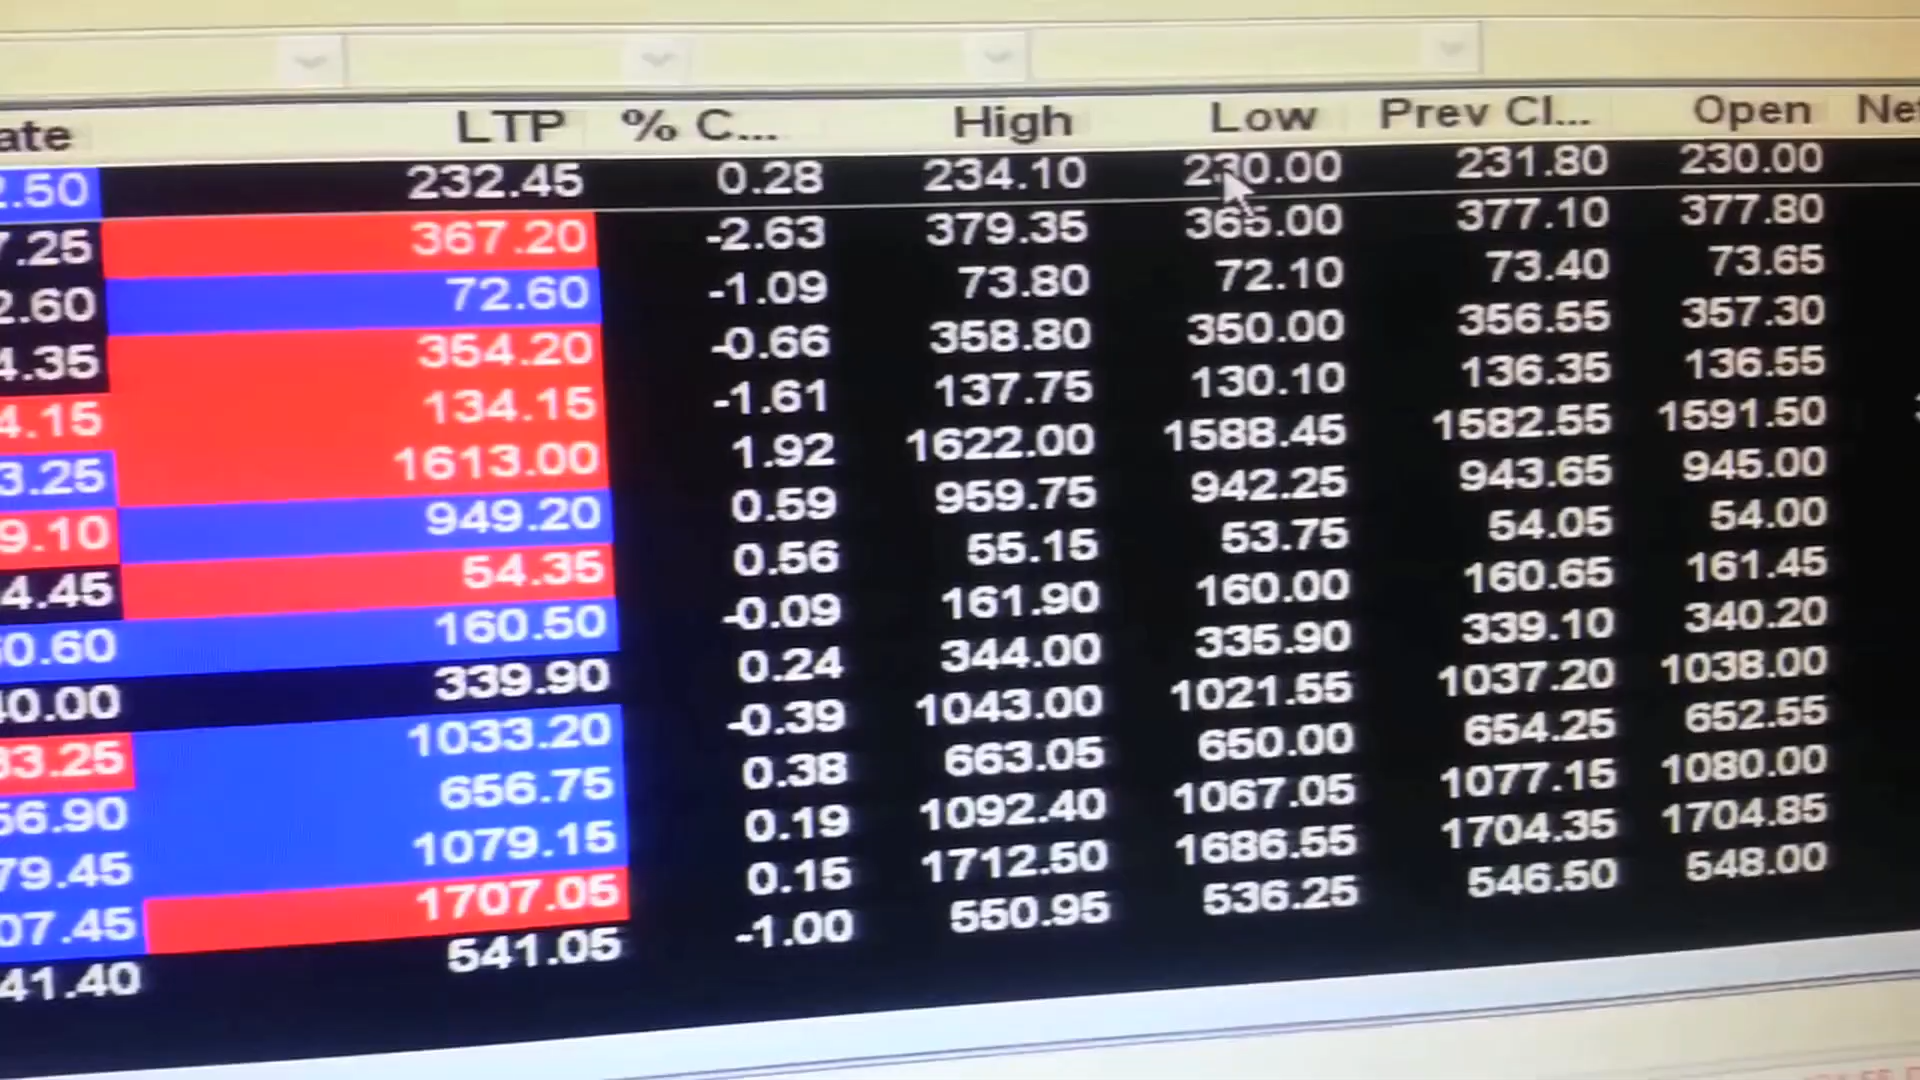 ate LTP % C... High Low Prev Cl... Open Net
2.50 232.45 0.28 234.10 230.00 231.80 230.00
7.25 367.20 -2.63 379.35 365.00 377.10 377.80
2.60 72.60 -1.09 73.80 72.10 73.40 73.65
4.35 354.20 -0.66 358.80 350.00 356.55 357.30
4.15 134.15 -1.61 137.75 130.10 136.35 136.55
3.25 1613.00 1.92 1622.00 1588.45 1582.55 1591.50
9.10 949.20 0.59 959.75 942.25 943.65 945.00
4.45 54.35 0.56 55.15 53.75 54.05 54.00
60.60 160.50 -0.09 161.90 160.00 160.65 161.45
40.00 339.90 0.24 344.00 335.90 339.10 340.20
33.25 1033.20 -0.39 1043.00 1021.55 1037.20 1038.00
56.90 656.75 0.38 663.05 650.00 654.25 652.55
79.45 1079.15 0.19 1092.40 1067.05 1077.15 1080.00
07.45 1707.05 0.15 1712.50 1686.55 1704.35 1704.85
41.40 541.05 -1.00 550.95 536.25 546.50 548.00